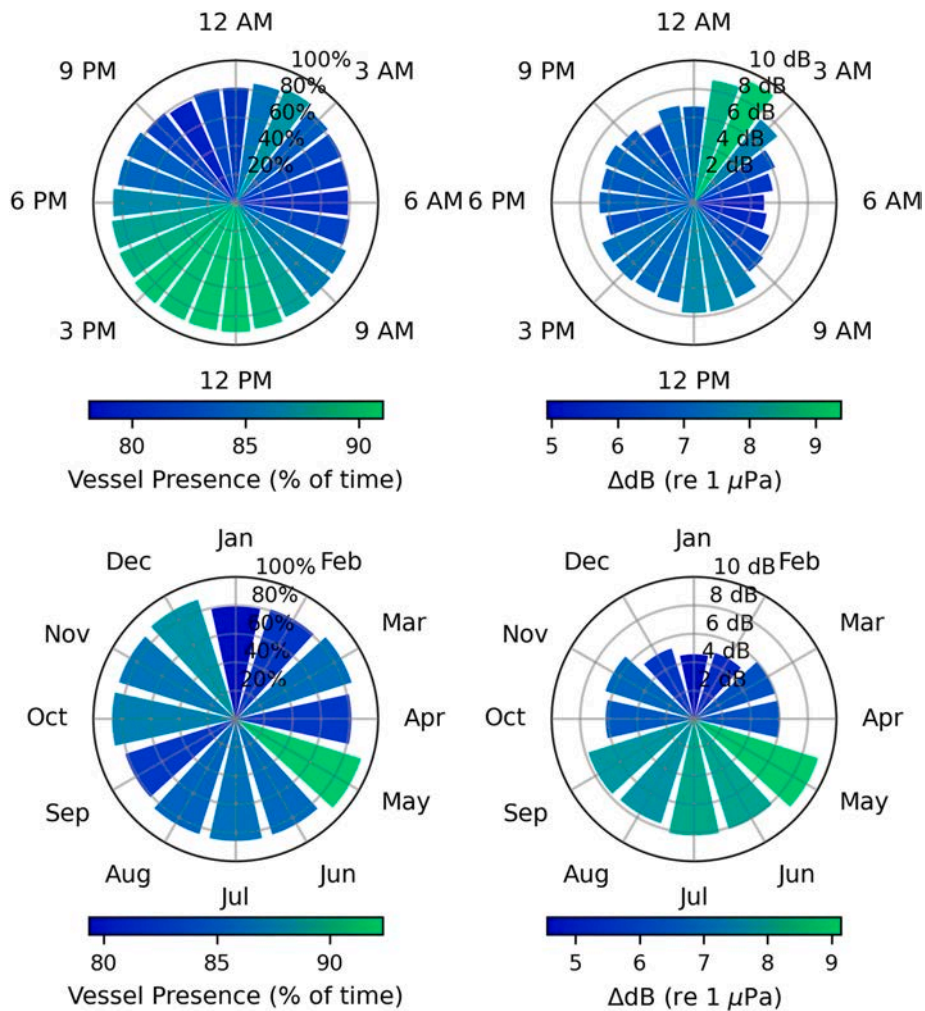 12 AM
100%
9 PM
3 AM
80%
60%
40%
20%
6 PM
6 AM
3 PM
9 AM
12 PM
80
85
90
Vessel Presence (% of time)
12 AM
10 dB
9 PM
3 AM
8 dB
6 dB
4 dB
2 dB
6 PM
6 AM
3 PM
9 AM
12 PM
5
6
7
8
9
ΔdB (re 1 μPa)
Jan
Dec
Feb
100%
80%
Nov
Mar
60%
40%
20%
Oct
Apr
Sep
May
Aug
Jun
Jul
80
85
90
Vessel Presence (% of time)
Jan
Dec
10 dB
Feb
8 dB
Nov
6 dB
Mar
4 dB
2 dB
Oct
Apr
Sep
May
Aug
Jun
Jul
5
6
7
8
9
ΔdB (re 1 μPa)